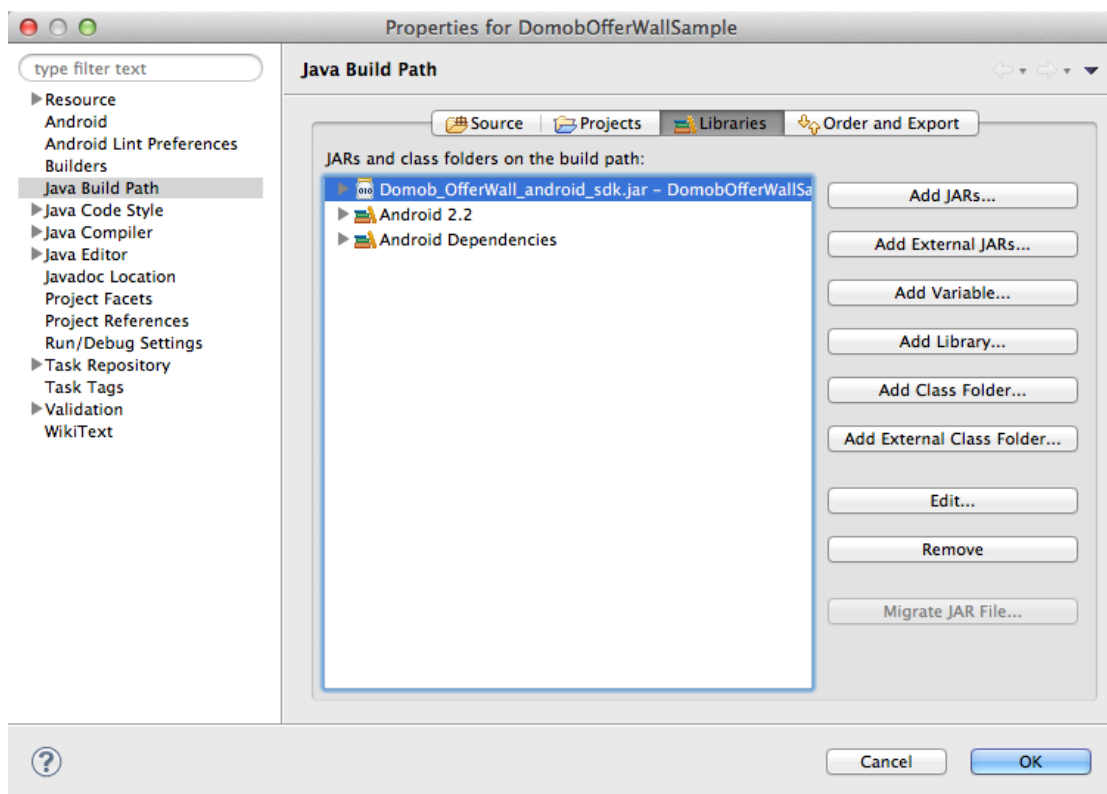 Properties for DomobOfferWallSample
type filter text
Resource
Android
Android Lint Preferences
Builders
Java Build Path
Java Code Style
Java Compiler
Java Editor
Javadoc Location
Project Facets
Project References
Run/Debug Settings
Task Repository
Task Tags
Validation
WikiText
Java Build Path
Source
Projects
Libraries
Order and Export
JARs and class folders on the build path:
Domob_OfferWall_android_sdk.jar – DomobOfferWallSa
Android 2.2
Android Dependencies
Add JARs...
Add External JARs...
Add Variable...
Add Library...
Add Class Folder...
Add External Class Folder...
Edit...
Remove
Migrate JAR File...
?
Cancel
OK